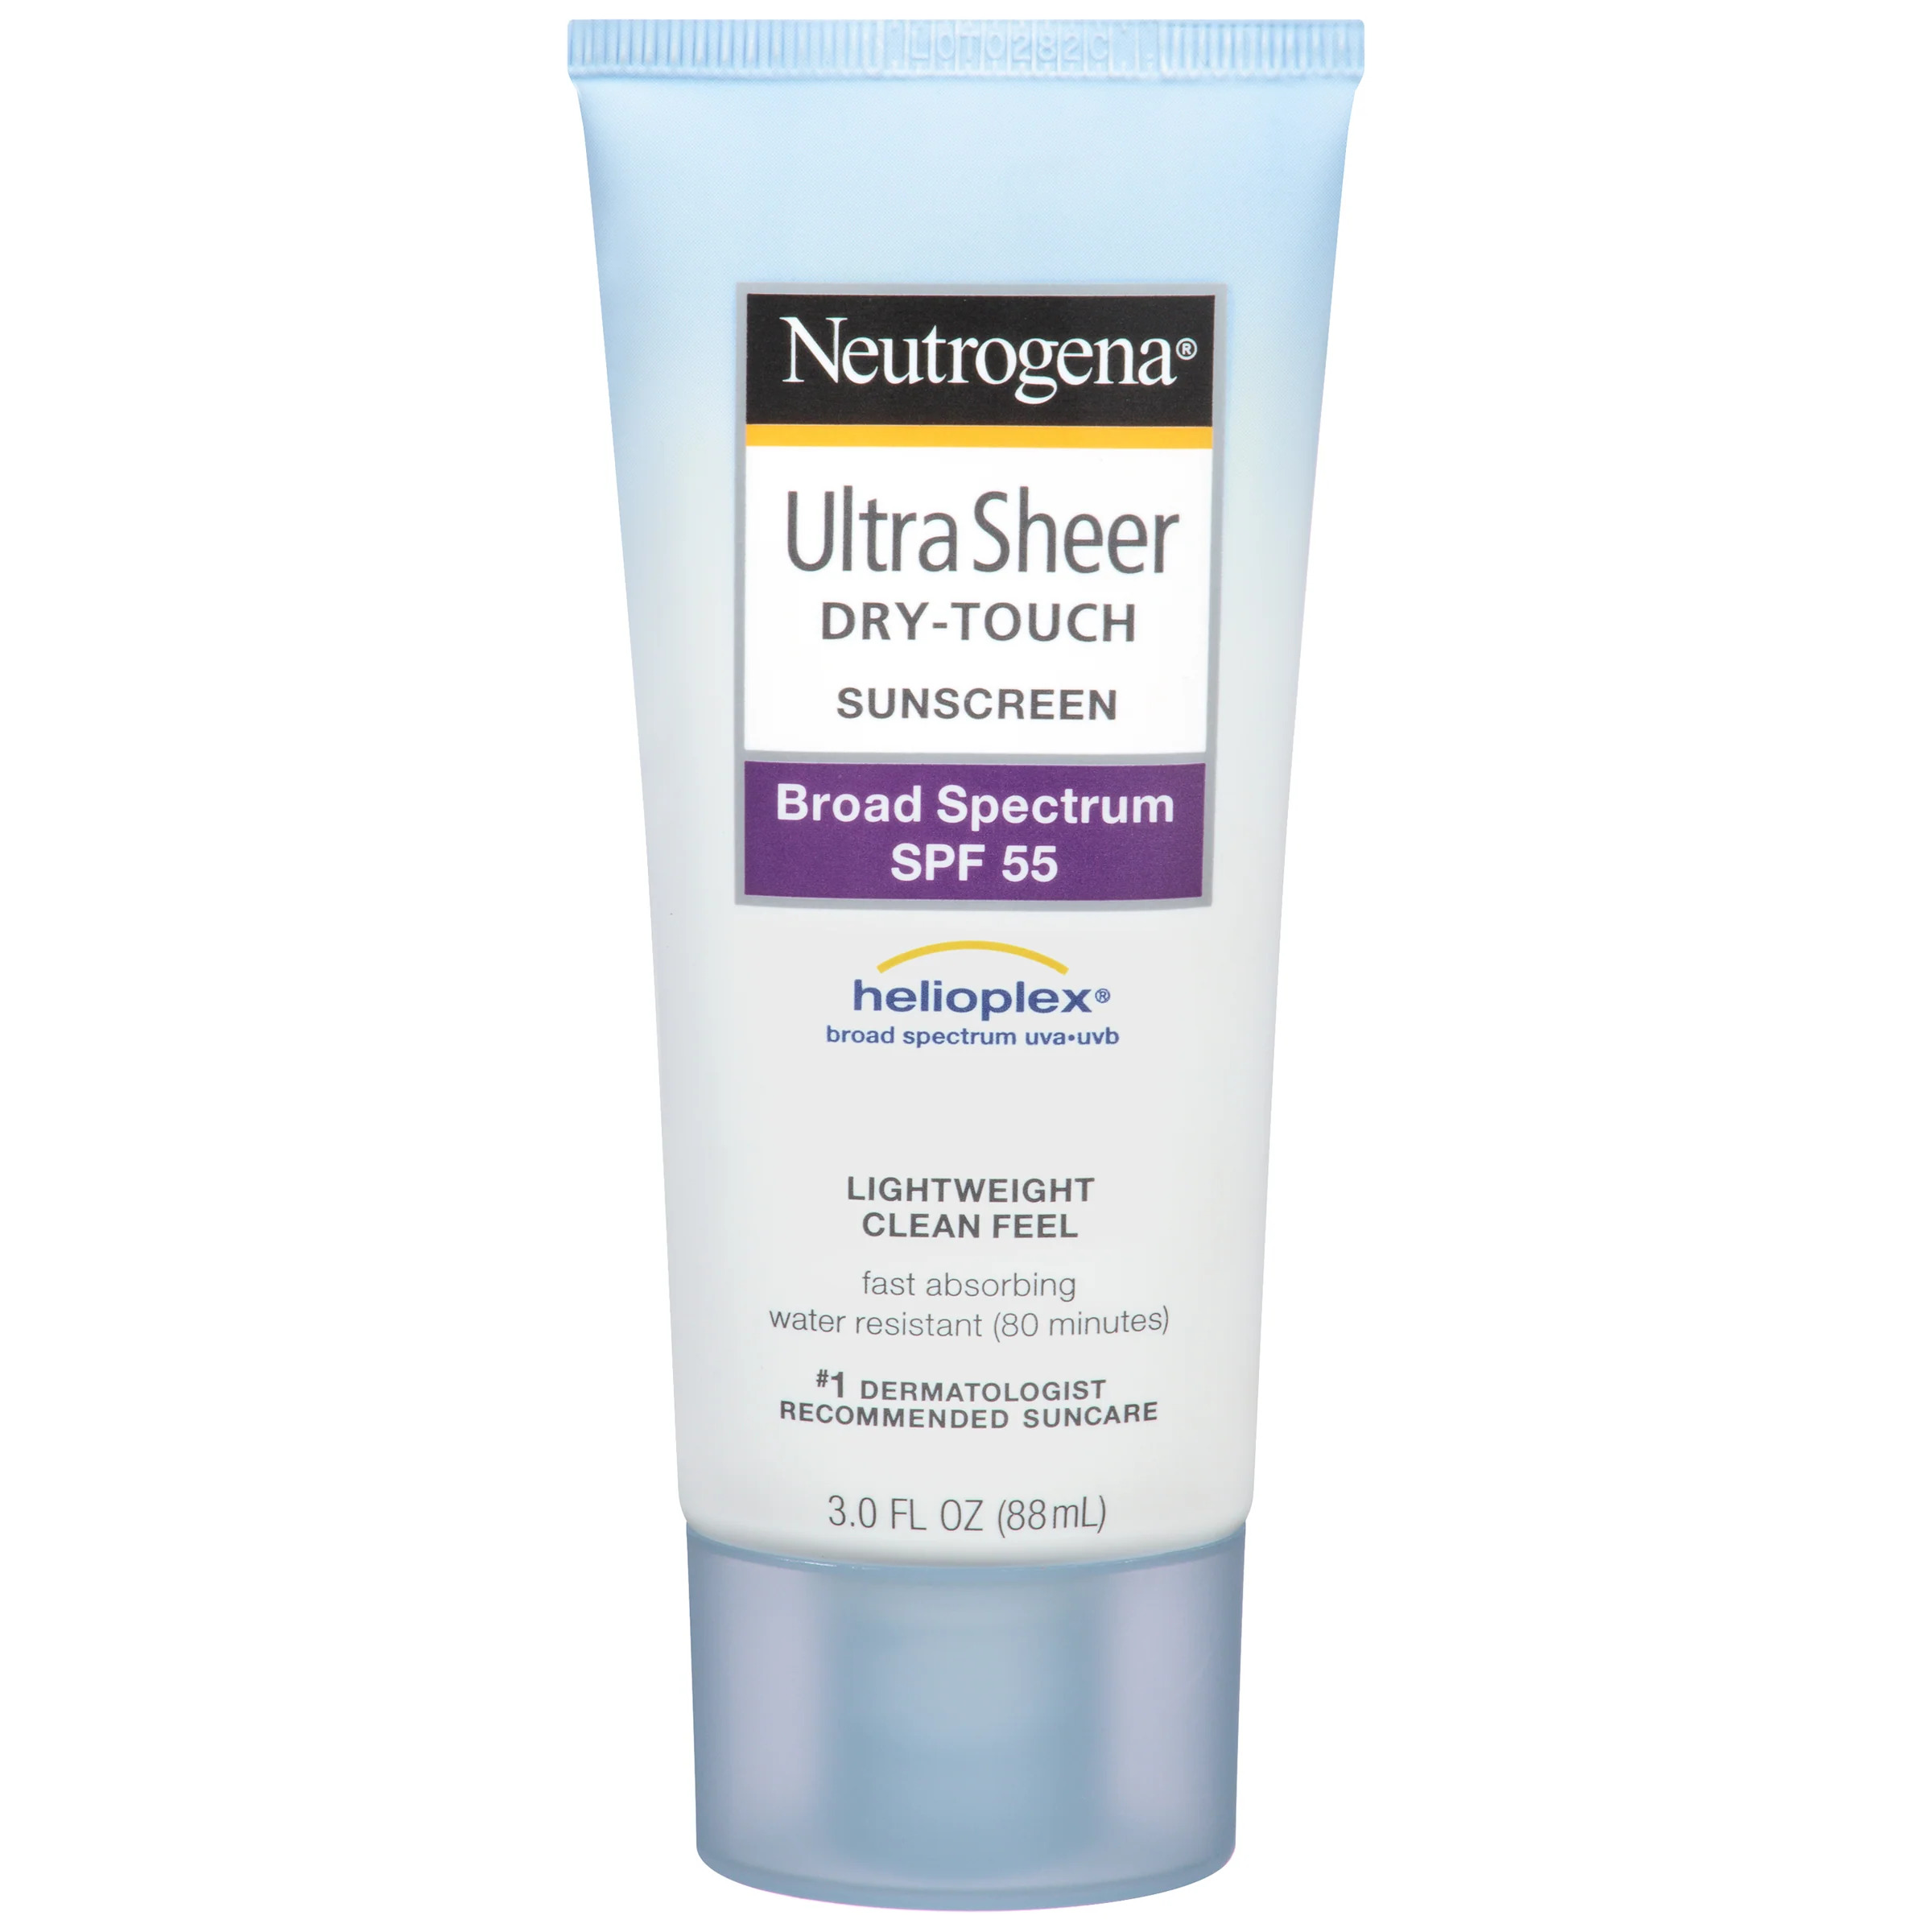 LOT0282C
Neutrogena®
Ultra Sheer
DRY-TOUCH
SUNSCREEN
Broad Spectrum
SPF 55
helioplex®
broad spectrum uva•uvb
LIGHTWEIGHT
CLEAN FEEL
fast absorbing
water resistant (80 minutes)
#1 DERMATOLOGIST
RECOMMENDED SUNCARE
3.0 FL OZ (88mL)